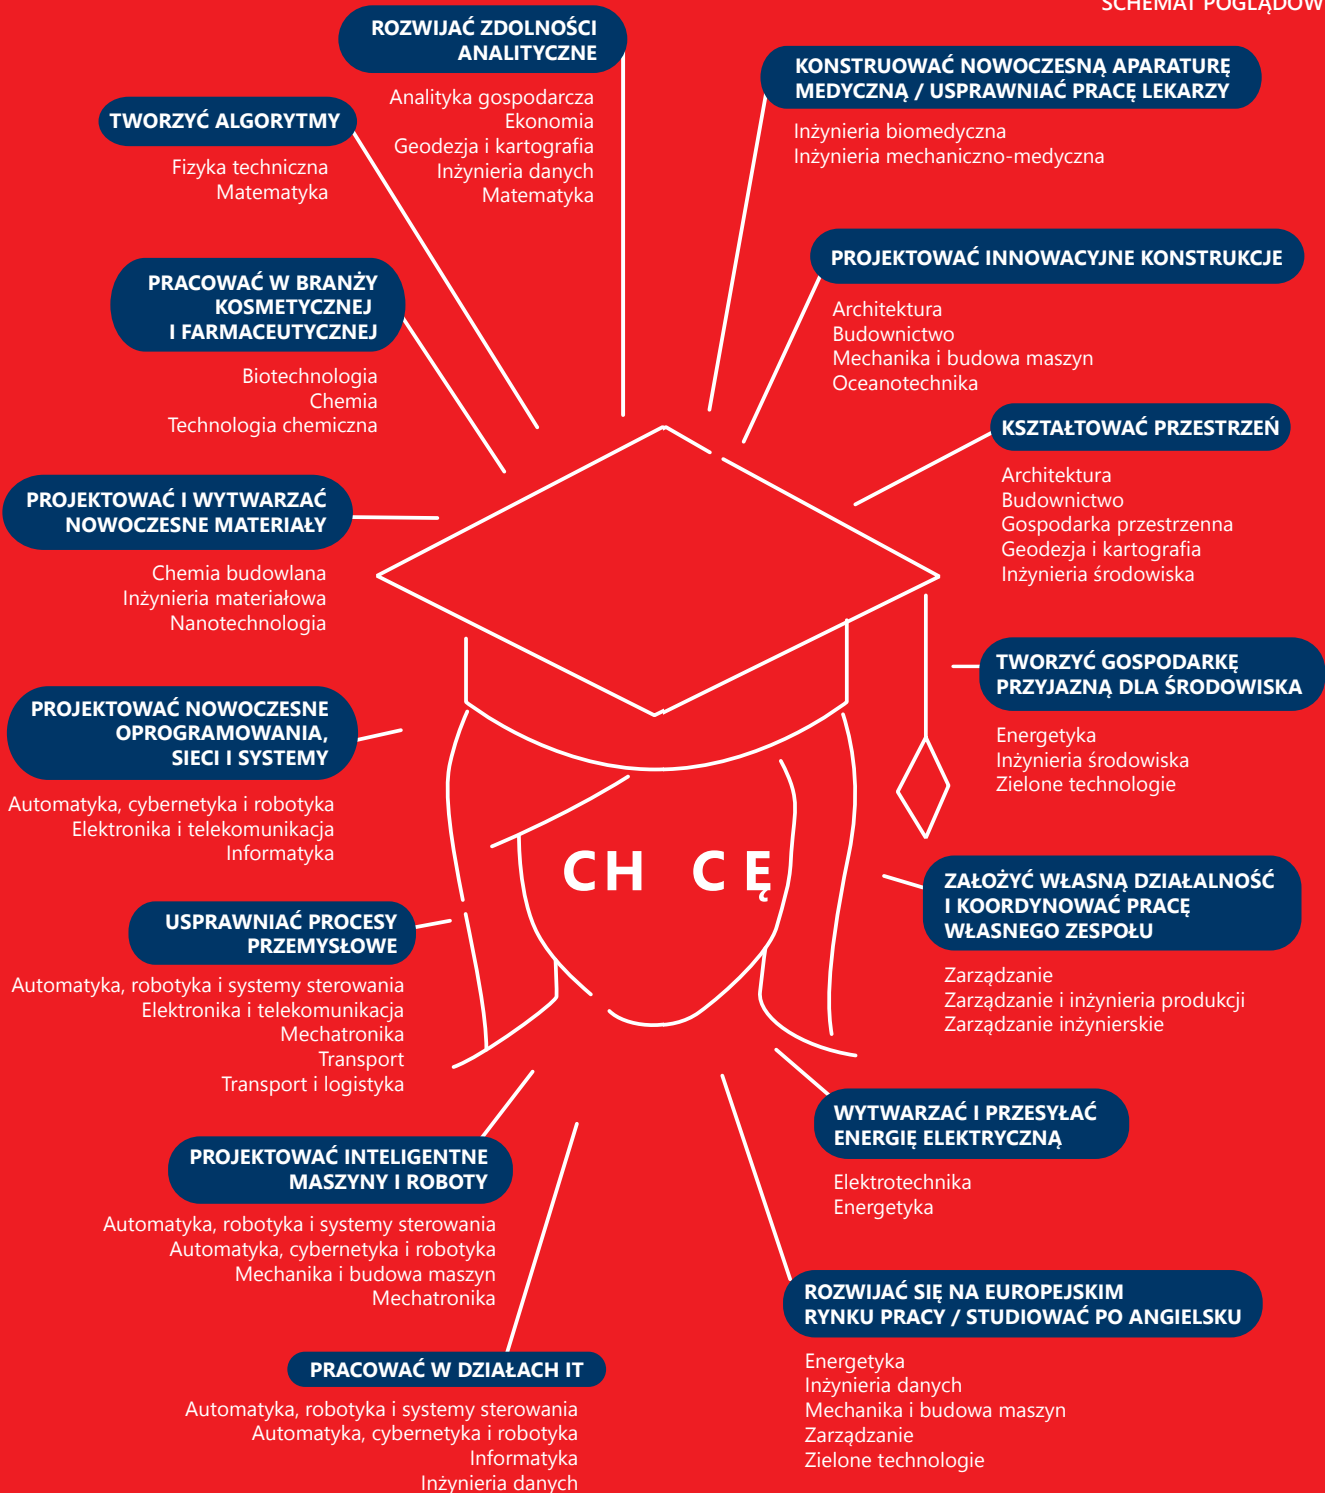 SCHEMAT POGLĄDOW
ROZWIJAĆ ZDOLNOŚCI
ANALITYCZNE
Analityka gospodarcza
Ekonomia
Geodezja i kartografia
Inżynieria danych
Matematyka
KONSTRUOWAĆ NOWOCZESNĄ APARATURĘ
MEDYCZNĄ / USPRAWNIAĆ PRACĘ LEKARZY
Inżynieria biomedyczna
Inżynieria mechaniczno-medyczna
TWORZYĆ ALGORYTMY
Fizyka techniczna
Matematyka
PROJEKTOWAĆ INNOWACYJNE KONSTRUKCJE
Architektura
Budownictwo
Mechanika i budowa maszyn
Oceanotechnika
PRACOWAĆ W BRANŻY
KOSMETYCZNEJ
I FARMACEUTYCZNEJ
Biotechnologia
Chemia
Technologia chemiczna
KSZTAŁTOWAĆ PRZESTRZEŃ
Architektura
Budownictwo
Gospodarka przestrzenna
Geodezja i kartografia
Inżynieria środowiska
PROJEKTOWAĆ I WYTWARZAĆ
NOWOCZESNE MATERIAŁY
Chemia budowlana
Inżynieria materiałowa
Nanotechnologia
TWORZYĆ GOSPODARKĘ
PRZYJAZNĄ DLA ŚRODOWISKA
Energetyka
Inżynieria środowiska
Zielone technologie
PROJEKTOWAĆ NOWOCZESNE
OPROGRAMOWANIA,
SIECI I SYSTEMY
Automatyka, cybernetyka i robotyka
Elektronika i telekomunikacja
Informatyka
CH CĘ
ZAŁOŻYĆ WŁASNĄ DZIAŁALNOŚĆ
I KOORDYNOWAĆ PRACĘ
WŁASNEGO ZESPOŁU
Zarządzanie
Zarządzanie i inżynieria produkcji
Zarządzanie inżynierskie
USPRAWNIAĆ PROCESY
PRZEMYSŁOWE
Automatyka, robotyka i systemy sterowania
Elektronika i telekomunikacja
Mechatronika
Transport
Transport i logistyka
WYTWARZAĆ I PRZESYŁAĆ
ENERGIĘ ELEKTRYCZNĄ
Elektrotechnika
Energetyka
PROJEKTOWAĆ INTELIGENTNE
MASZYNY I ROBOTY
Automatyka, robotyka i systemy sterowania
Automatyka, cybernetyka i robotyka
Mechanika i budowa maszyn
Mechatronika
ROZWIJAĆ SIĘ NA EUROPEJSKIM
RYNKU PRACY / STUDIOWAĆ PO ANGIELSKU
Energetyka
Inżynieria danych
Mechanika i budowa maszyn
Zarządzanie
Zielone technologie
PRACOWAĆ W DZIAŁACH IT
Automatyka, robotyka i systemy sterowania
Automatyka, cybernetyka i robotyka
Informatyka
Inżynieria danych